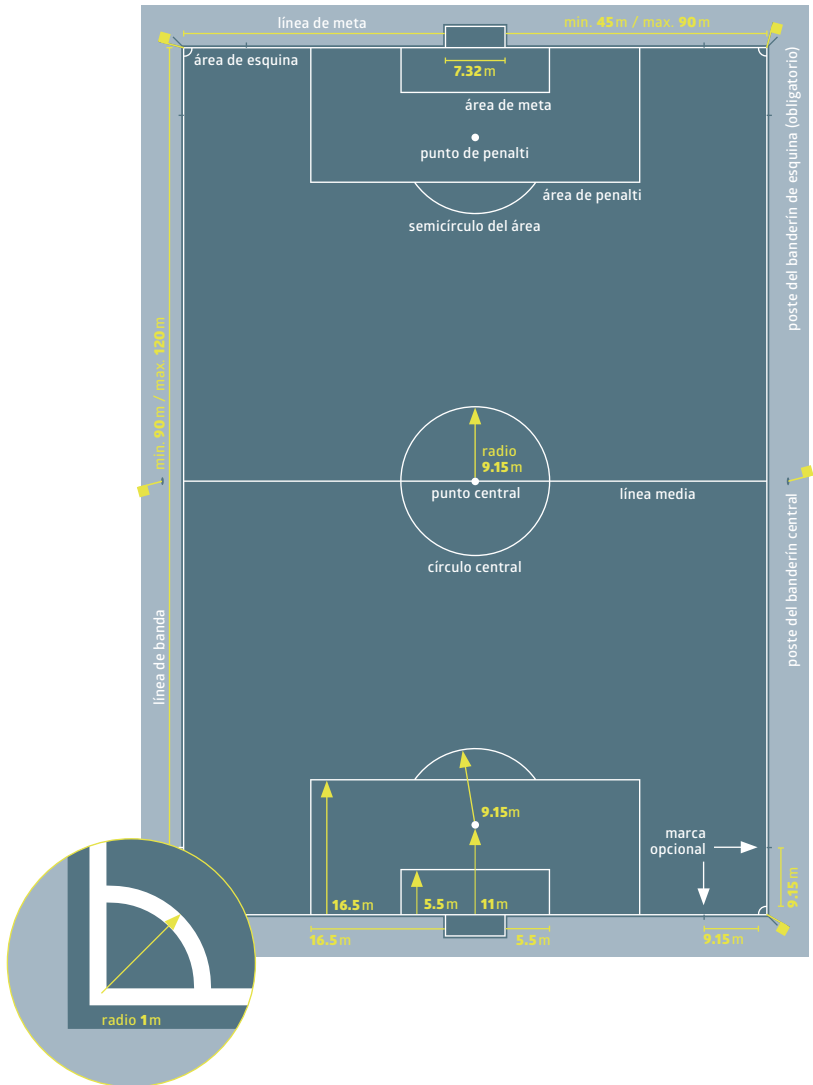 línea de meta
min. 45 m / max. 90 m
área de esquina
7.32 m
área de meta
punto de penalti
área de penalti
semicírculo del área
poste del banderín de esquina (obligatorio)
min. 90 m / max. 120 m
radio
9.15 m
punto central
línea media
círculo central
poste del banderín central
línea de banda
9.15m
marca
opcional
9.15 m
16.5 m
5.5 m
11 m
16.5 m
5.5 m
9.15 m
radio 1 m